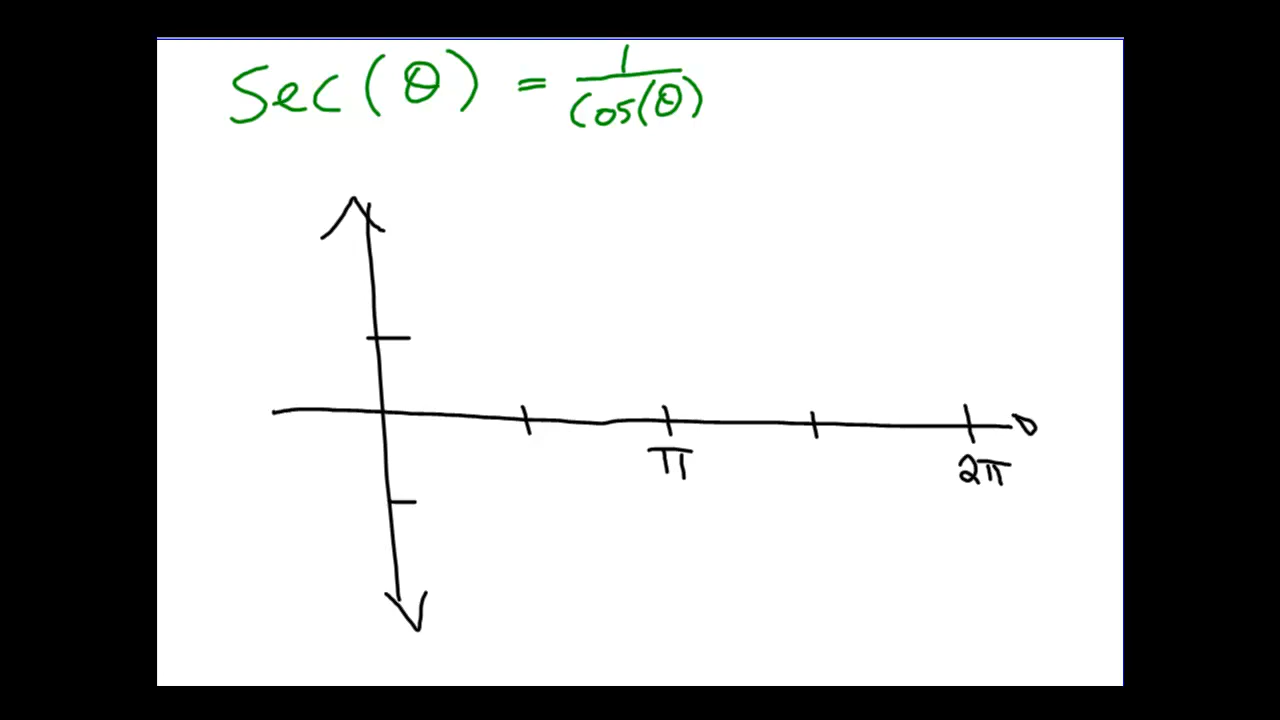 Sec(θ) = 1/cos(θ)
π
2π